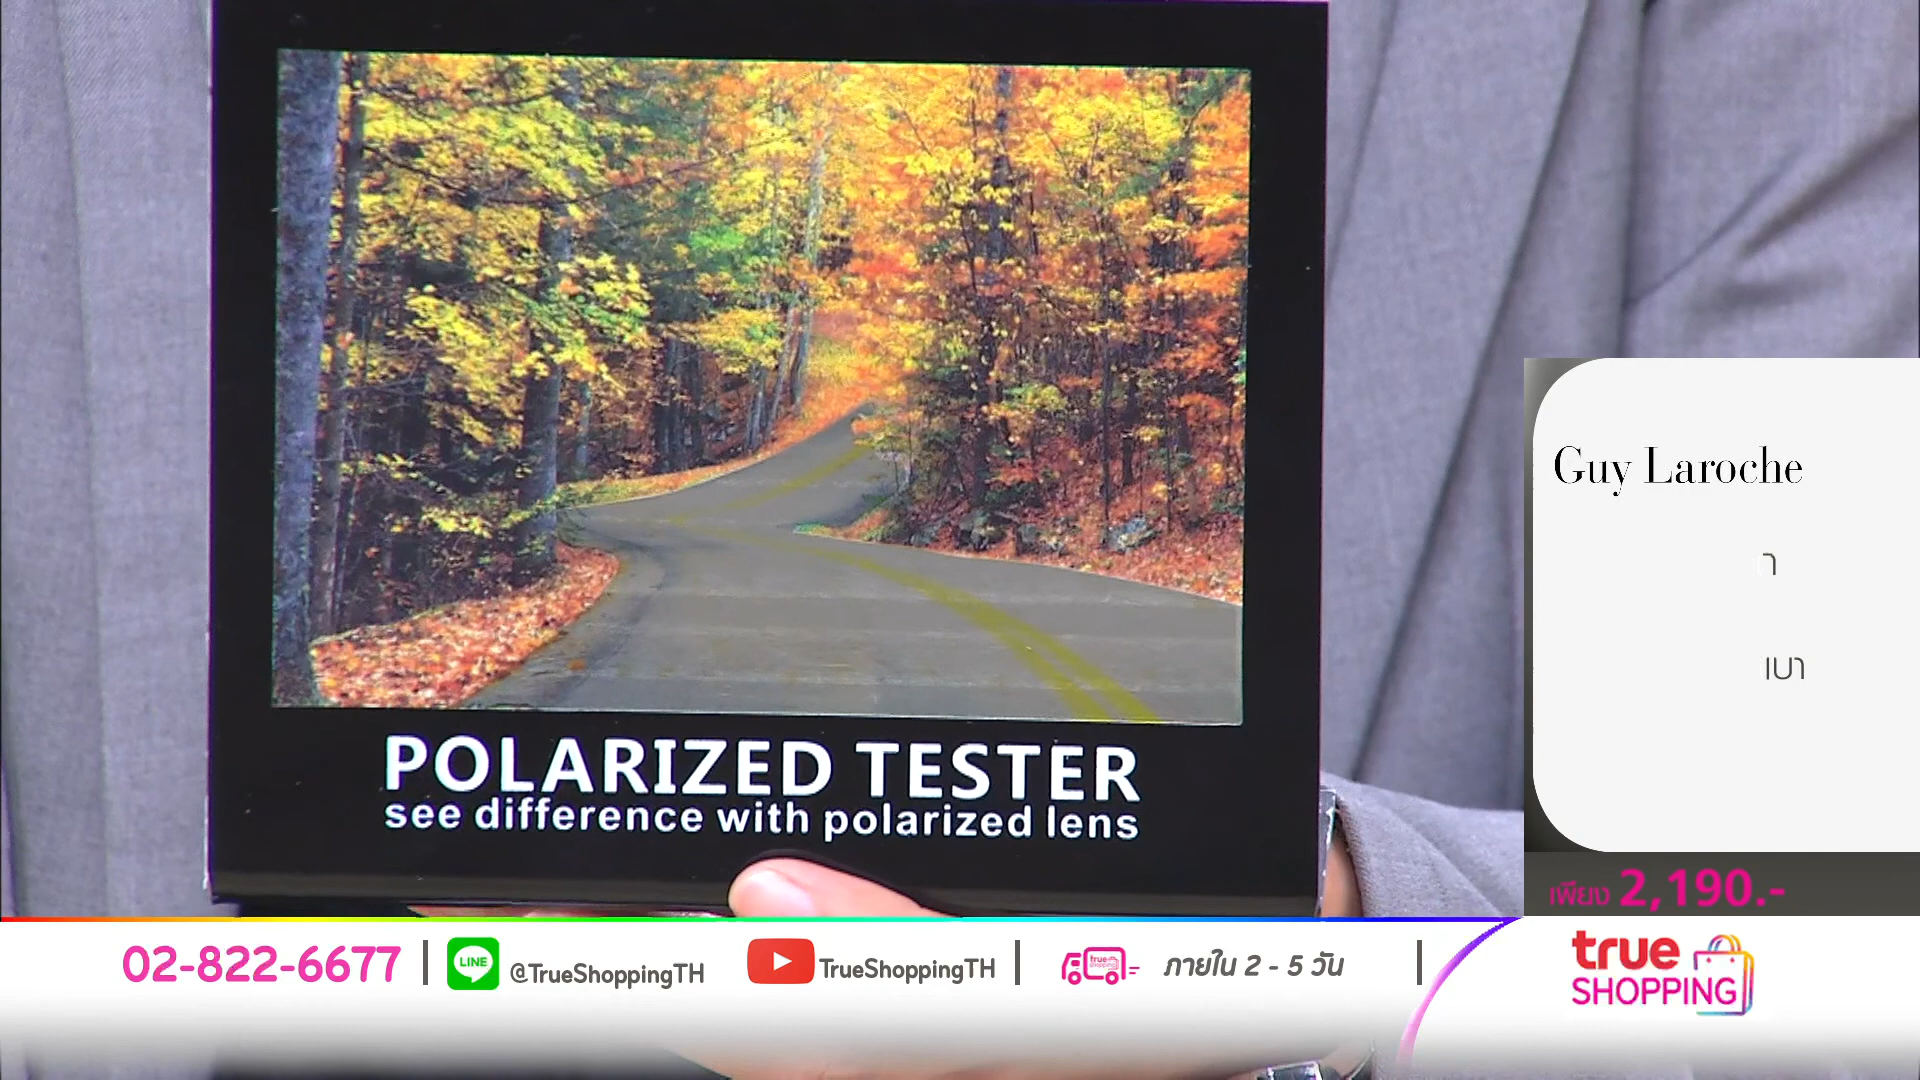 POLARIZED TESTER
see difference with polarized lens
Guy Laroche
า
เบา
เพียง 2,190.-
02-822-6677
LINE
@TrueShoppingTH
TrueShoppingTH
ภายใน 2 - 5 วัน
true
SHOPPING